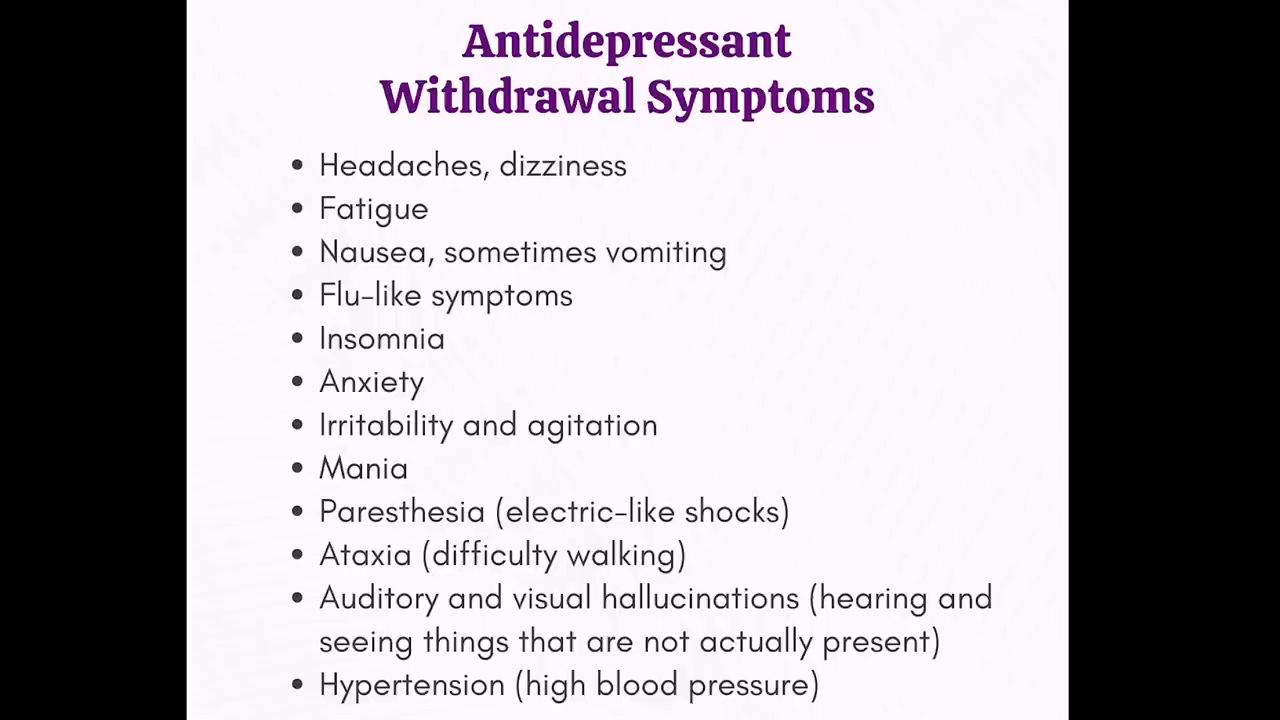 Antidepressant
Withdrawal Symptoms
• Headaches, dizziness
• Fatigue
• Nausea, sometimes vomiting
• Flu-like symptoms
• Insomnia
• Anxiety
• Irritability and agitation
• Mania
• Paresthesia (electric-like shocks)
• Ataxia (difficulty walking)
• Auditory and visual hallucinations (hearing and
seeing things that are not actually present)
• Hypertension (high blood pressure)